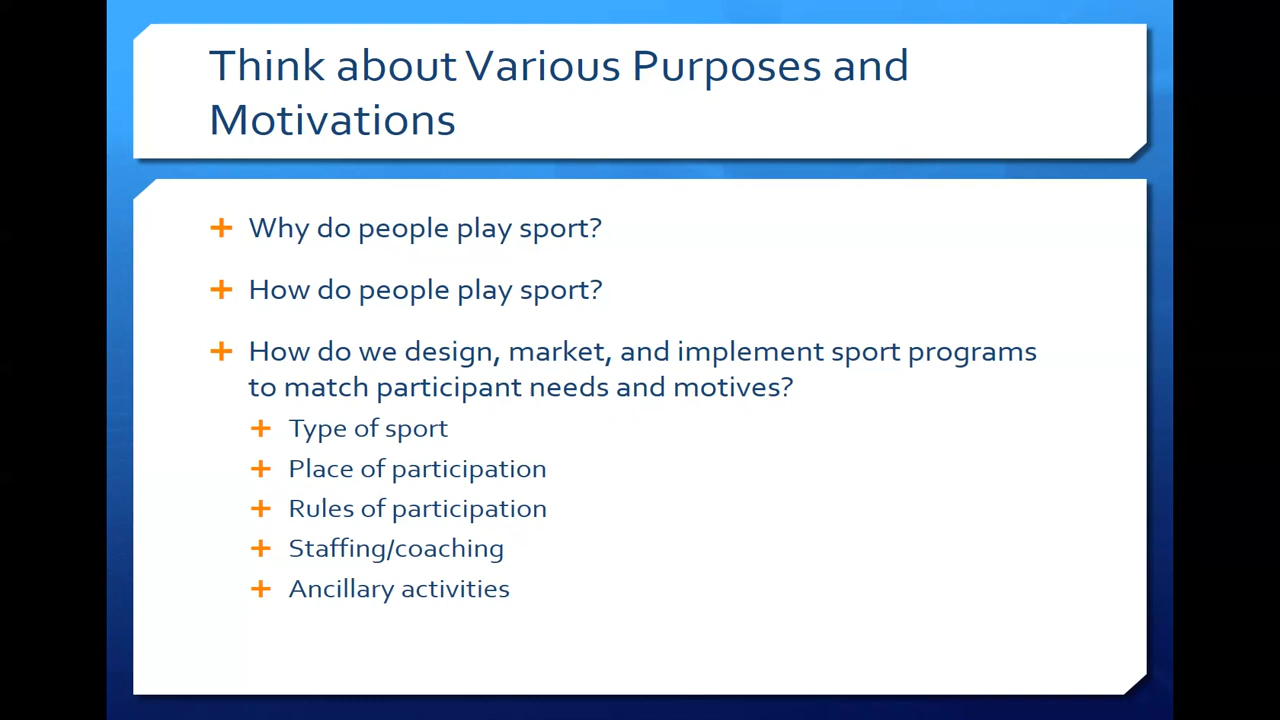 Think about Various Purposes and
Motivations
Why do people play sport?
How do people play sport?
How do we design, market, and implement sport programs
to match participant needs and motives?
Type of sport
Place of participation
Rules of participation
Staffing/coaching
Ancillary activities